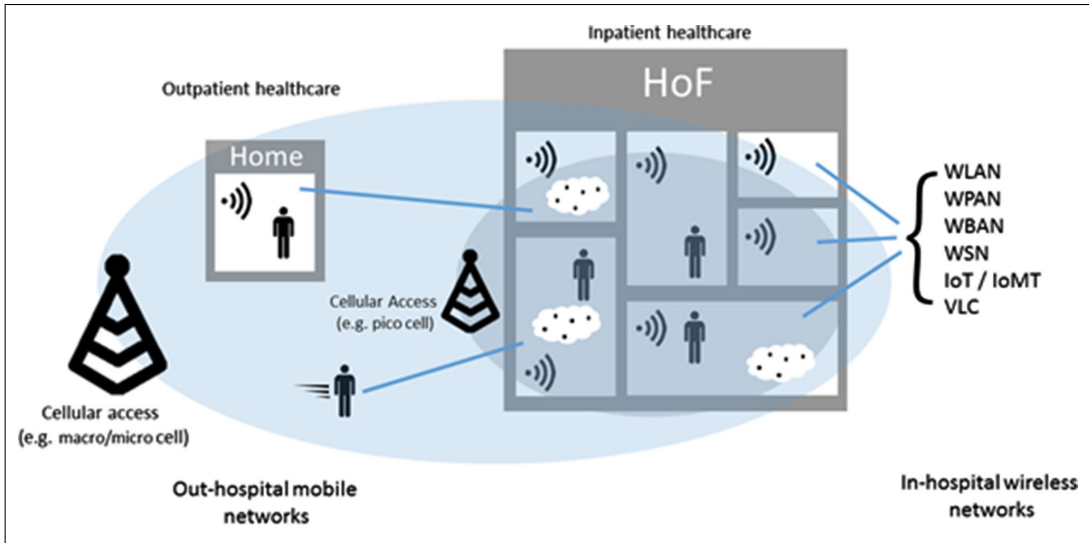 Inpatient healthcare
HoF
Outpatient healthcare
Home
Cellular Access
(e.g. pico cell)
Cellular access
(e.g. macro/micro cell)
WLAN
WPAN
WBAN
WSN
IoT / IoMT
VLC
Out-hospital mobile
networks
In-hospital wireless
networks